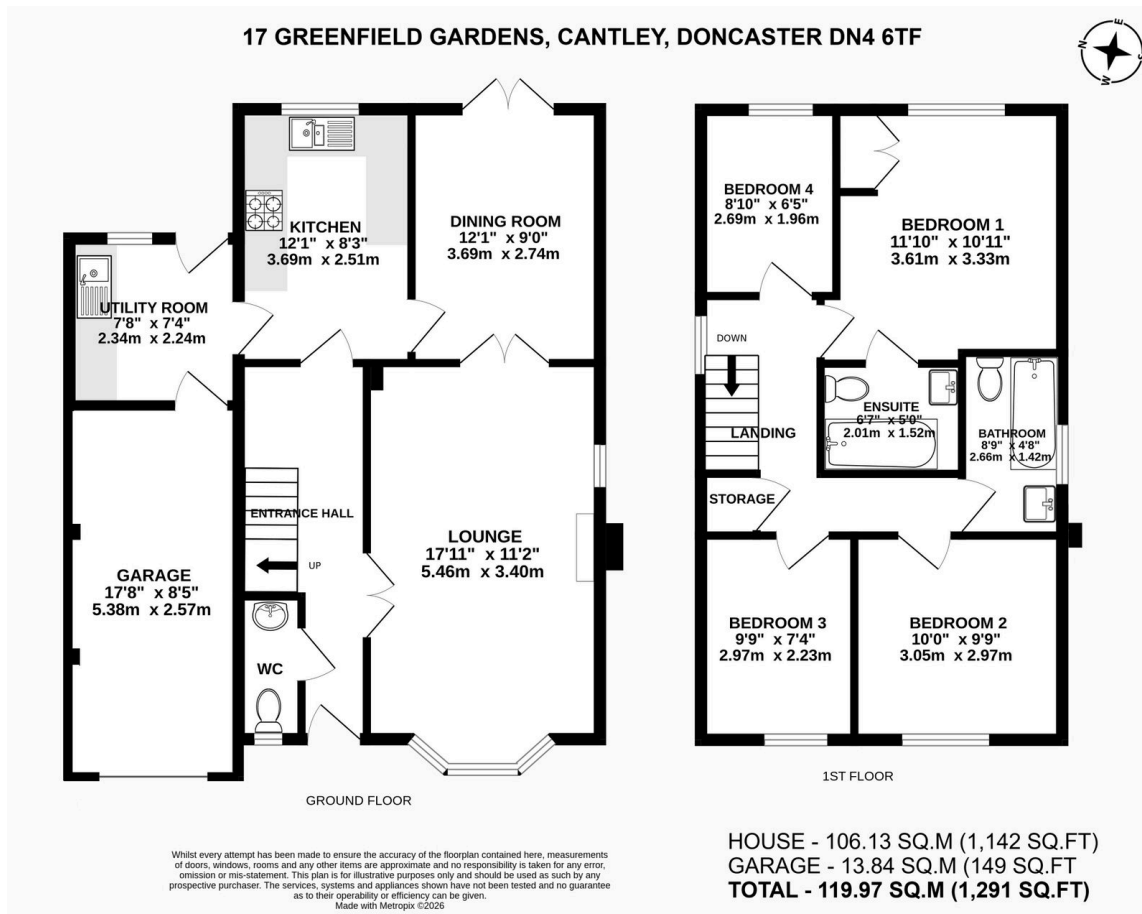 17 GREENFIELD GARDENS, CANTLEY, DONCASTER DN4 6TF
N
E
S
W
KITCHEN
12'1" x 8'3"
3.69m x 2.51m
DINING ROOM
12'1" x 9'0"
3.69m x 2.74m
UTILITY ROOM
7'8" x 7'4"
2.34m x 2.24m
ENTRANCE HALL
UP
LOUNGE
17'11" x 11'2"
5.46m x 3.40m
GARAGE
17'8" x 8'5"
5.38m x 2.57m
WC
GROUND FLOOR
BEDROOM 4
8'10" x 6'5"
2.69m x 1.96m
BEDROOM 1
11'10" x 10'11"
3.61m x 3.33m
DOWN
LANDING
ENSUITE
6'7" x 5'0"
2.01m x 1.52m
BATHROOM
8'9" x 4'8"
2.66m x 1.42m
STORAGE
BEDROOM 3
9'9" x 7'4"
2.97m x 2.23m
BEDROOM 2
10'0" x 9'9"
3.05m x 2.97m
1ST FLOOR
Whilst every attempt has been made to ensure the accuracy of the floorplan contained here, measurements
of doors, windows, rooms and any other items are approximate and no responsibility is taken for any error,
omission or mis-statement. This plan is for illustrative purposes only and should be used as such by any
prospective purchaser. The services, systems and appliances shown have not been tested and no guarantee
as to their operability or efficiency can be given.
Made with Metropix ©2026
HOUSE - 106.13 SQ.M (1,142 SQ.FT)
GARAGE - 13.84 SQ.M (149 SQ.FT
TOTAL - 119.97 SQ.M (1,291 SQ.FT)